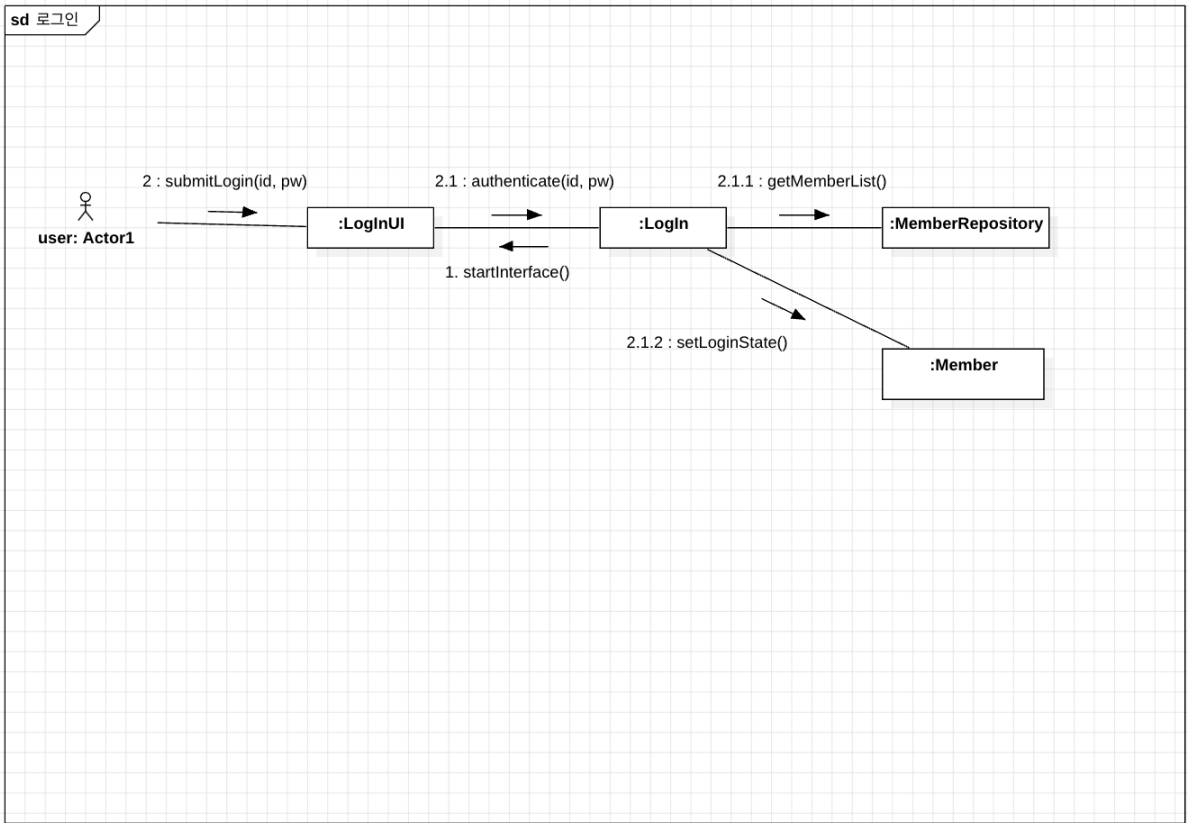 sd 로그인
2 : submitLogin(id, pw)
2.1 : authenticate(id, pw)
2.1.1 : getMemberList()
user: Actor1
:LogInUI
:LogIn
:MemberRepository
1. startInterface()
2.1.2 : setLoginState()
:Member